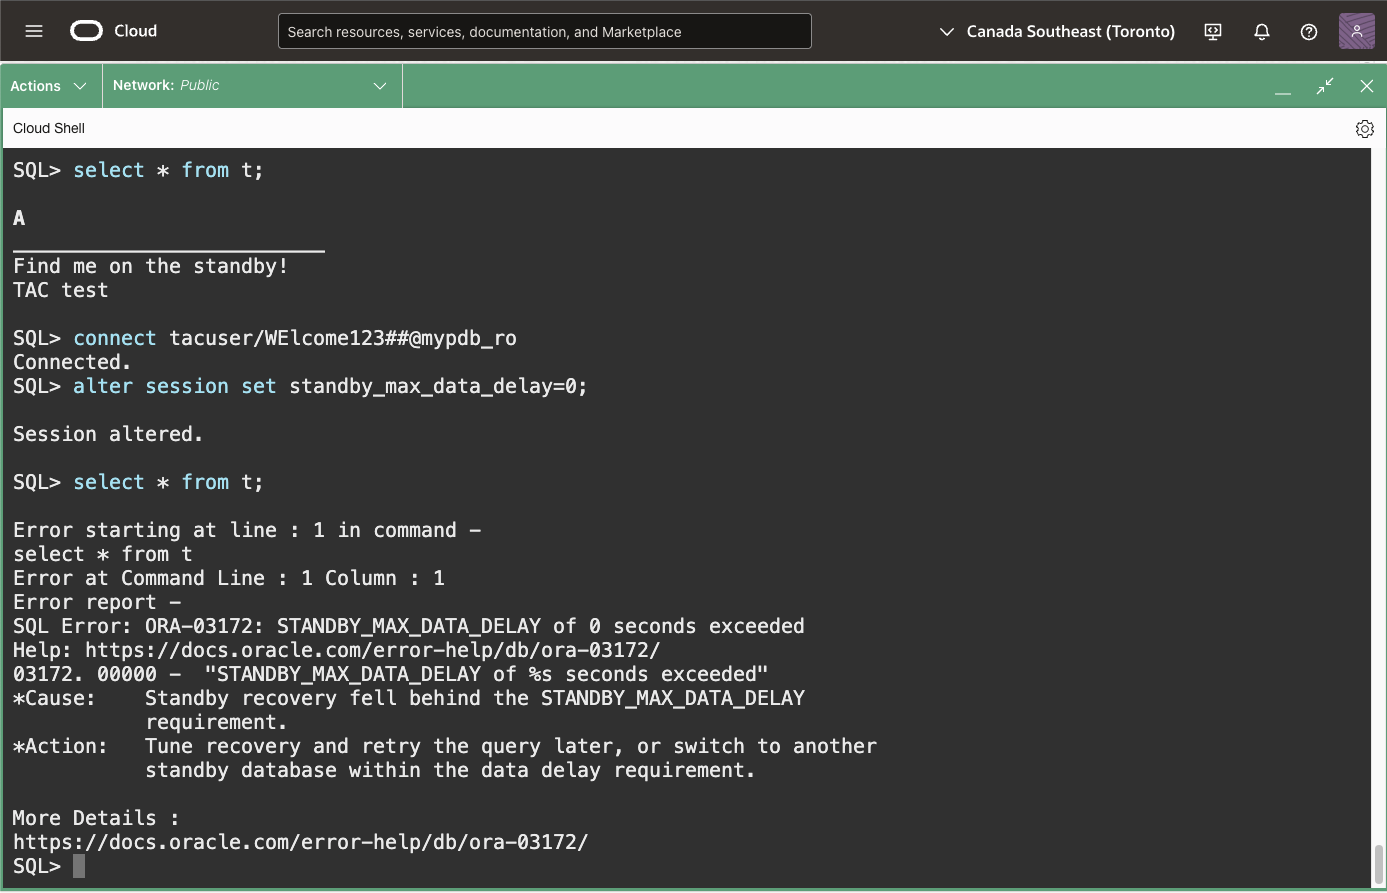 Cloud
Search resources, services, documentation, and Marketplace
Canada Southeast (Toronto)
Actions
Network: Public
Cloud Shell
SQL> select * from t;
A
Find me on the standby!
TAC test
SQL> connect tacuser/WElcome123##@mypdb_ro
Connected.
SQL> alter session set standby_max_data_delay=0;
Session altered.
SQL> select * from t;
Error starting at line : 1 in command -
select * from t
Error at Command Line : 1 Column : 1
Error report -
SQL Error: ORA-03172: STANDBY_MAX_DATA_DELAY of 0 seconds exceeded
Help: https://docs.oracle.com/error-help/db/ora-03172/
03172. 00000 -  "STANDBY_MAX_DATA_DELAY of %s seconds exceeded"
*Cause:    Standby recovery fell behind the STANDBY_MAX_DATA_DELAY
requirement.
*Action:   Tune recovery and retry the query later, or switch to another
standby database within the data delay requirement.
More Details :
https://docs.oracle.com/error-help/db/ora-03172/
SQL>